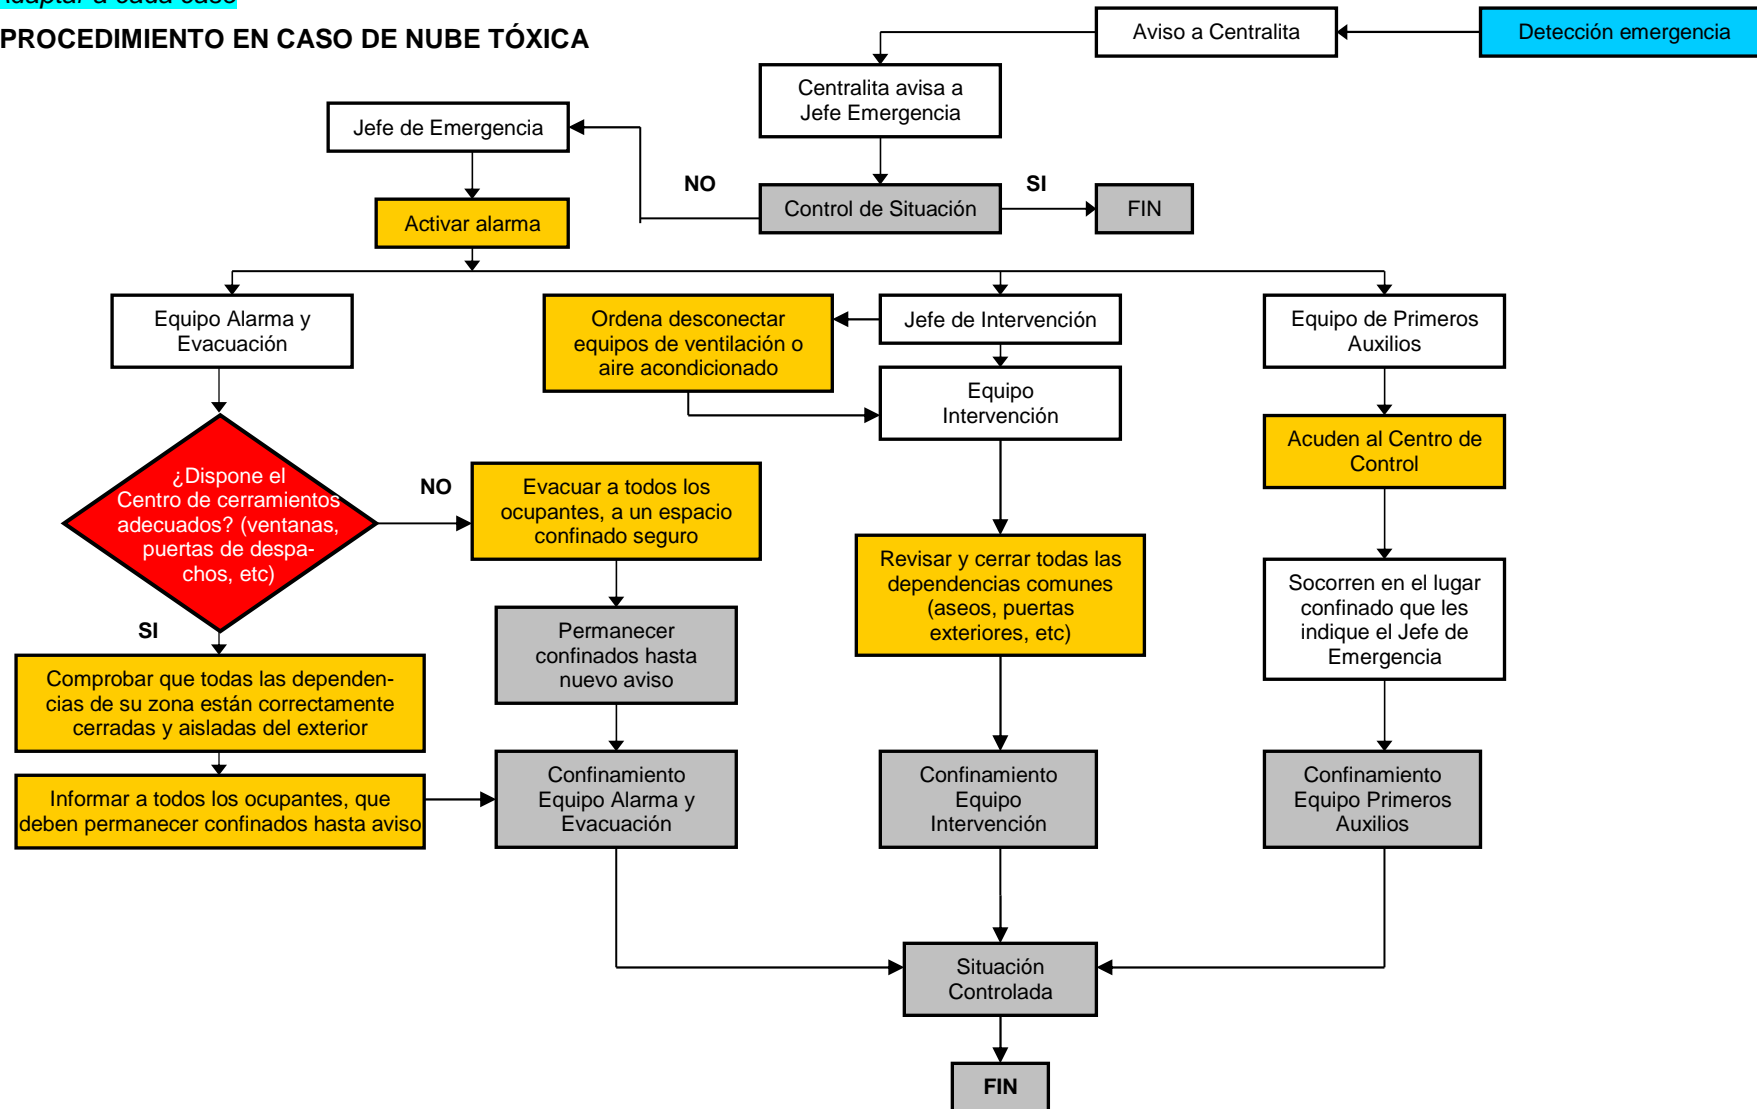 Adaptar a cada caso
PROCEDIMIENTO EN CASO DE NUBE TÓXICA
Aviso a Centralita
Detección emergencia
Centralita avisa a
Jefe Emergencia
Jefe de Emergencia
NO
SI
Control de Situación
FIN
Activar alarma
Equipo Alarma y
Evacuación
Ordena desconectar
equipos de ventilación o
aire acondicionado
Jefe de Intervención
Equipo de Primeros
Auxilios
Equipo
Intervención
Acuden al Centro de
Control
¿Dispone el
Centro de cerramientos
adecuados? (ventanas,
puertas de despa-
chos, etc)
NO
Evacuar a todos los
ocupantes, a un espacio
confinado seguro
Revisar y cerrar todas las
dependencias comunes
(aseos, puertas
exteriores, etc)
Socorren en el lugar
confinado que les
indique el Jefe de
Emergencia
SI
Permanecer
confinados hasta
nuevo aviso
Comprobar que todas las dependen-
cias de su zona están correctamente
cerradas y aisladas del exterior
Informar a todos los ocupantes, que
deben permanecer confinados hasta aviso
Confinamiento
Equipo Alarma y
Evacuación
Confinamiento
Equipo
Intervención
Confinamiento
Equipo Primeros
Auxilios
Situación
Controlada
FIN